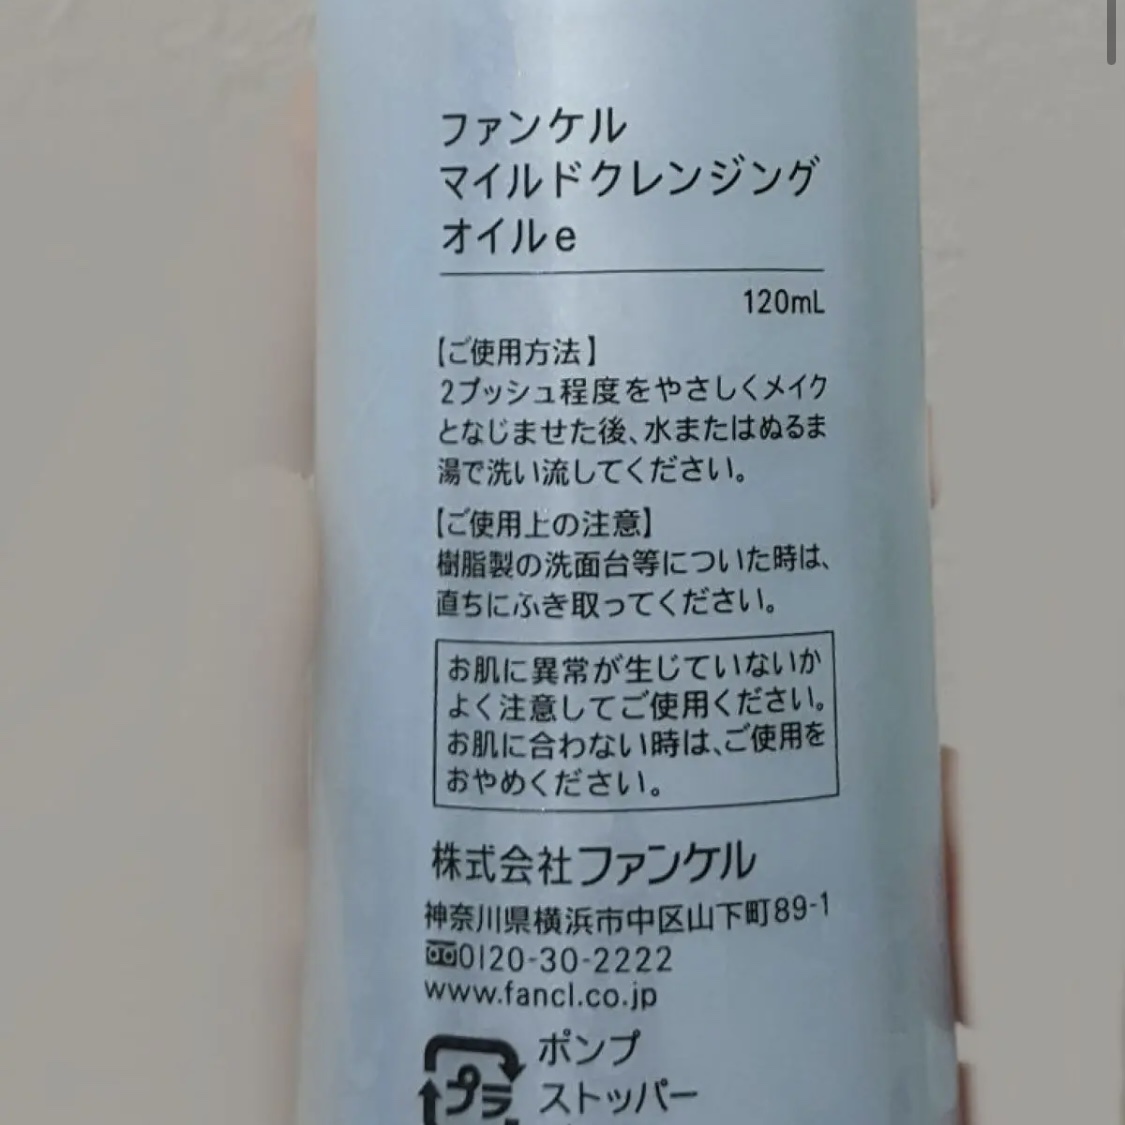 ファンケル
マイルドクレンジング
オイルe
120mL
【ご使用方法】
2プッシュ程度をやさしくメイク
となじませた後、水またはぬるま
湯で洗い流してください。
【ご使用上の注意】
樹脂製の洗面台等についた時は、
直ちにふき取ってください。
お肌に異常が生じていないか
よく注意してご使用ください。
お肌に合わない時は、ご使用を
おやめください。
株式会社ファンケル
神奈川県横浜市中区山下町89-1
0120-30-2222
www.fancl.co.jp
ポンプ
プラ
ストッパー